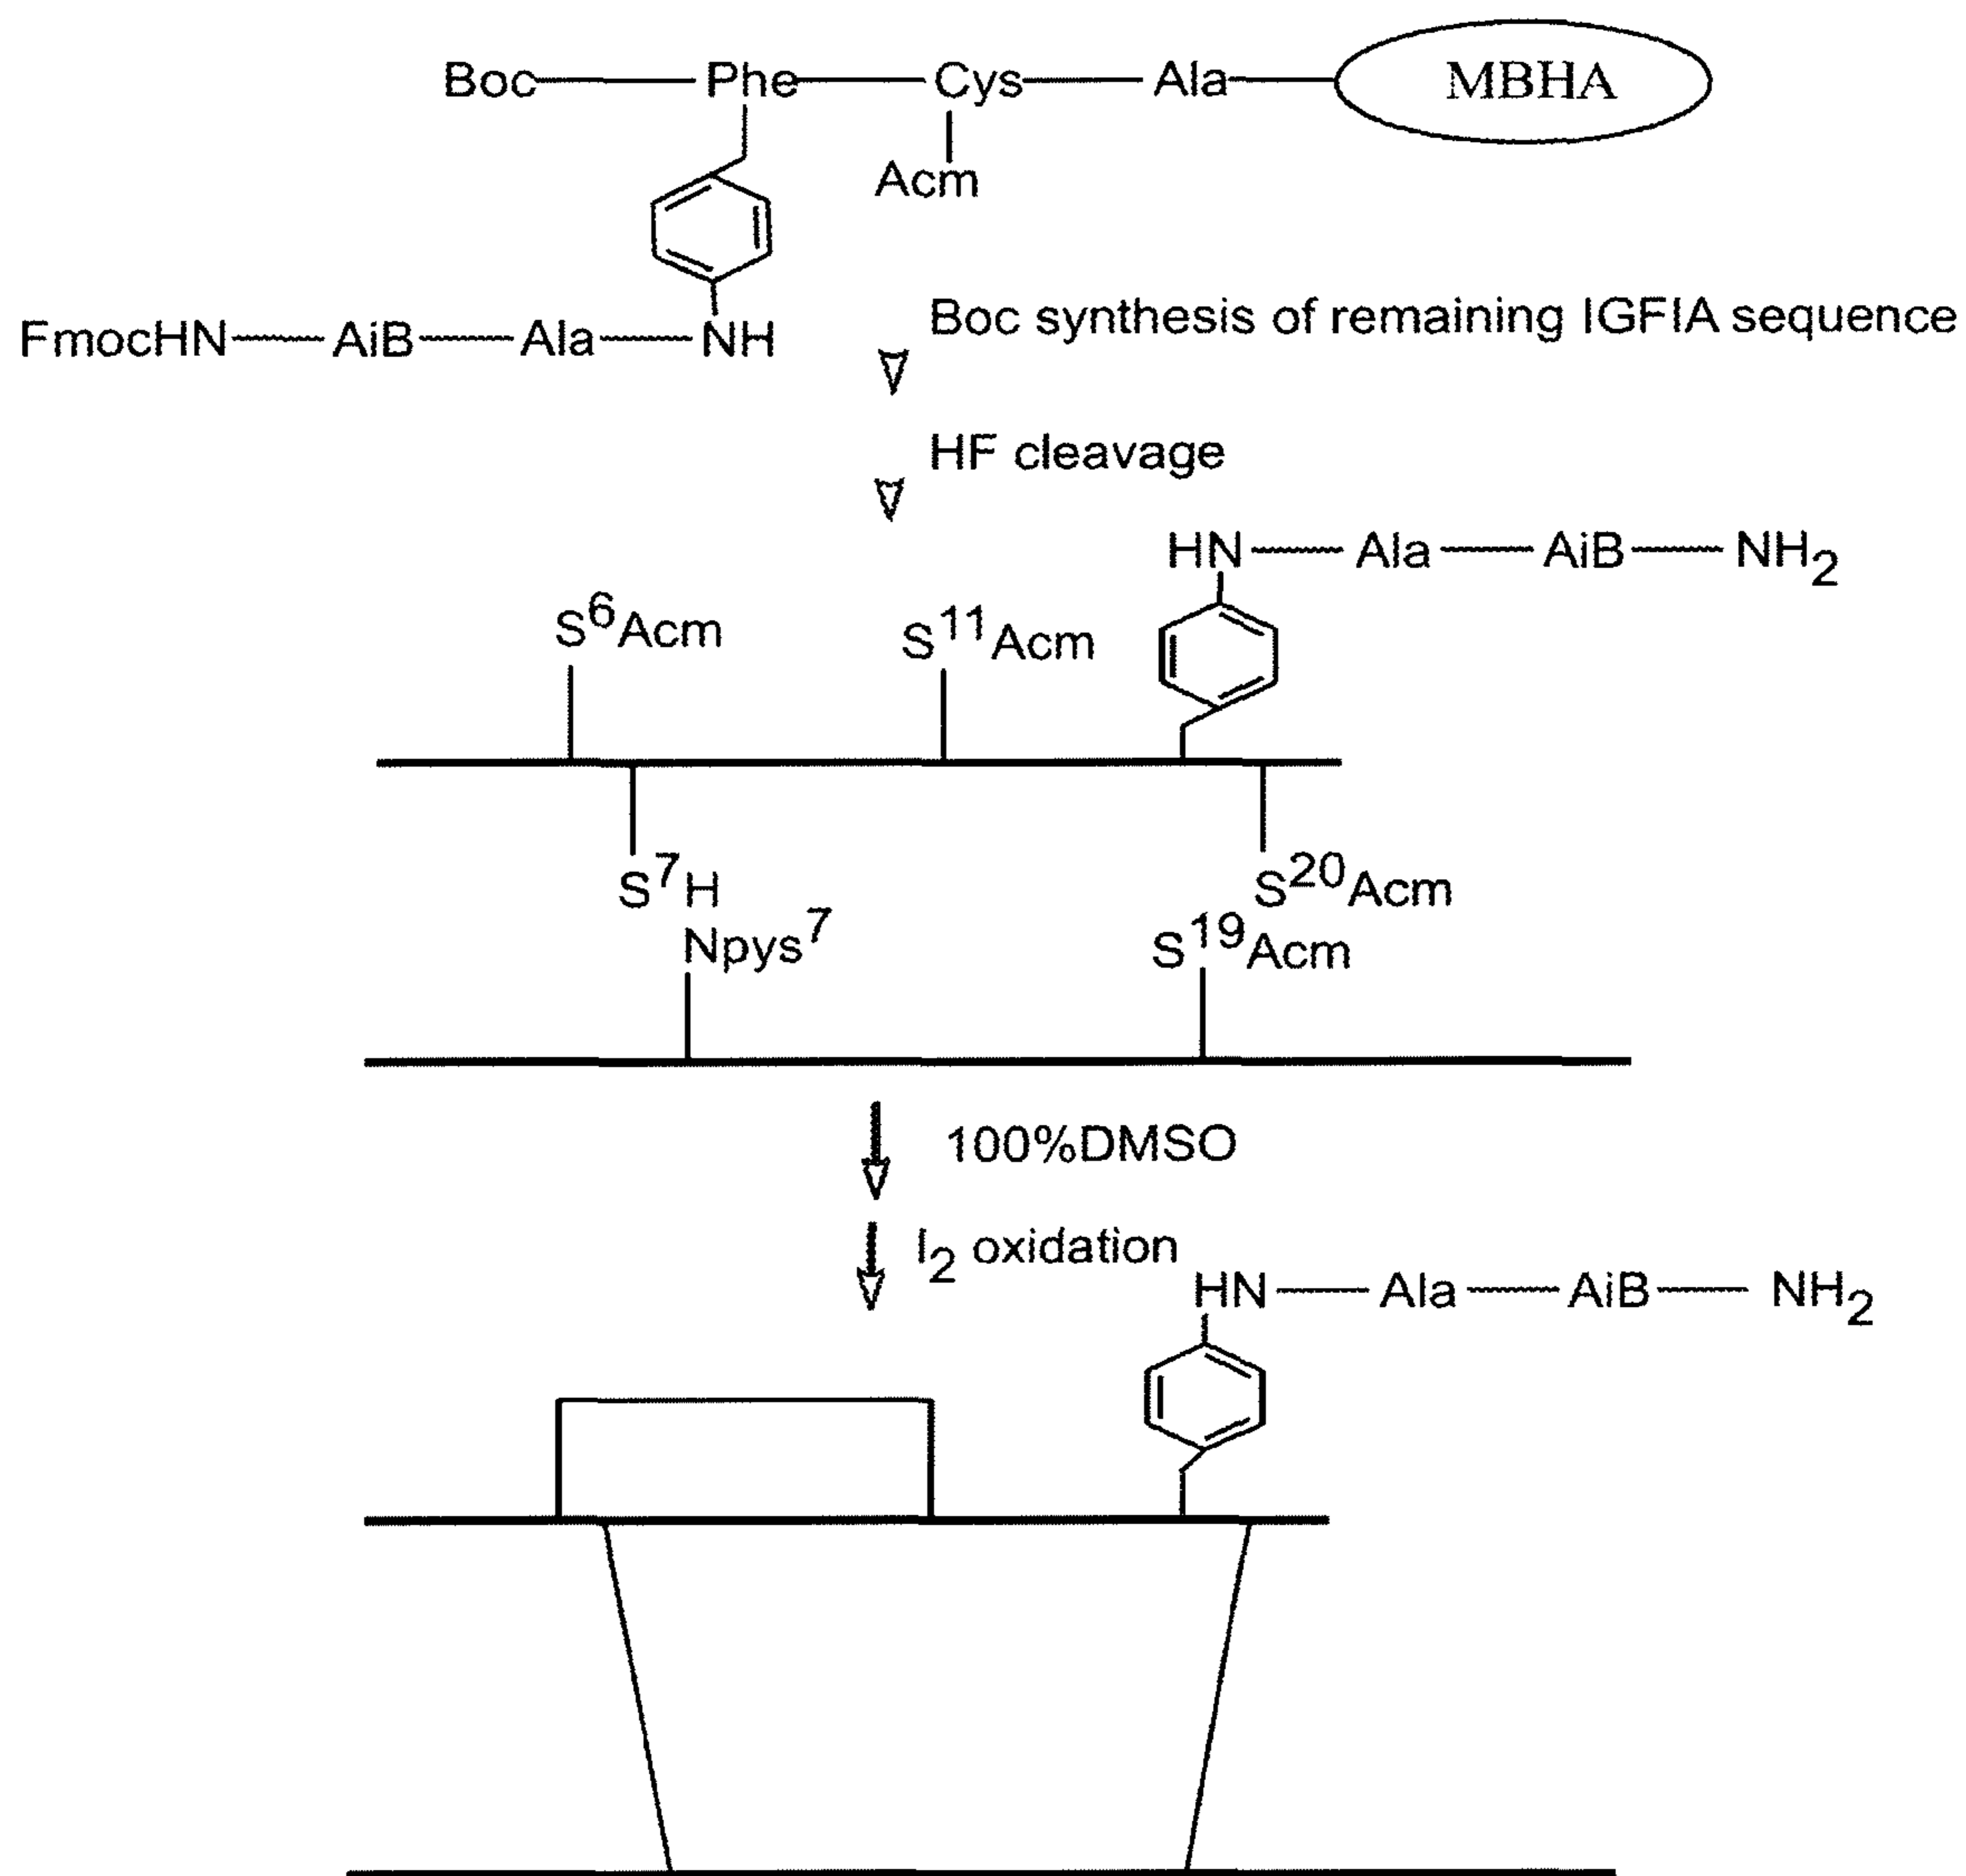 Boc Phe Cys Ala MBHA
Acm
FmocHN AiB Ala NH
Boc synthesis of remaining IGFIA sequence
HF cleavage
HN Ala AiB NH2
S6Acm S11Acm
S7H S20Acm
Npys7 S19Acm
100%DMSO
I2 oxidation
HN Ala AiB NH2